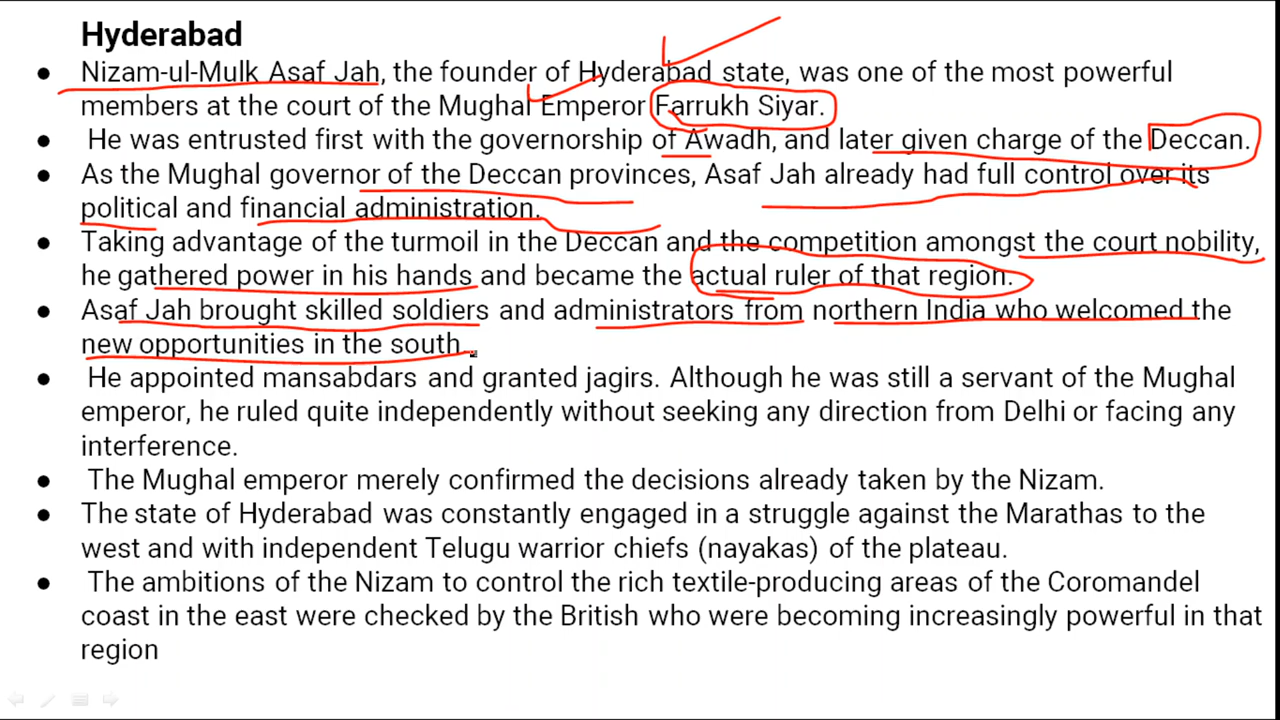 Hyderabad
● Nizam-ul-Mulk Asaf Jah, the founder of Hyderabad state, was one of the most powerful
members at the court of the Mughal Emperor Farrukh Siyar.
● He was entrusted first with the governorship of Awadh, and later given charge of the Deccan.
● As the Mughal governor of the Deccan provinces, Asaf Jah already had full control over its
political and financial administration.
● Taking advantage of the turmoil in the Deccan and the competition amongst the court nobility,
he gathered power in his hands and became the actual ruler of that region.
● Asaf Jah brought skilled soldiers and administrators from northern India who welcomed the
new opportunities in the south.
● He appointed mansabdars and granted jagirs. Although he was still a servant of the Mughal
emperor, he ruled quite independently without seeking any direction from Delhi or facing any
interference.
● The Mughal emperor merely confirmed the decisions already taken by the Nizam.
● The state of Hyderabad was constantly engaged in a struggle against the Marathas to the
west and with independent Telugu warrior chiefs (nayakas) of the plateau.
● The ambitions of the Nizam to control the rich textile-producing areas of the Coromandel
coast in the east were checked by the British who were becoming increasingly powerful in that
region